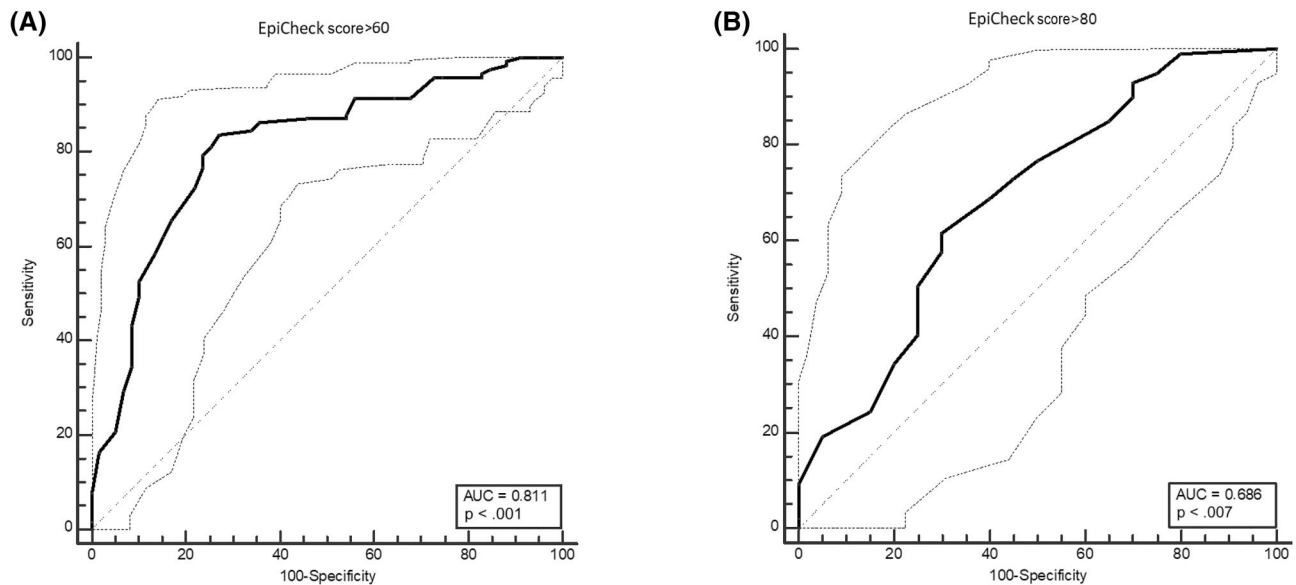 (A)
EpiCheck score>60
100
80
60
40
20
0
Sensitivity
0 20 40 60 80 100
100-Specificity
AUC = 0.811
p < .001
(B)
EpiCheck score>80
100
80
60
40
20
0
Sensitivity
0 20 40 60 80 100
100-Specificity
AUC = 0.686
p < .007